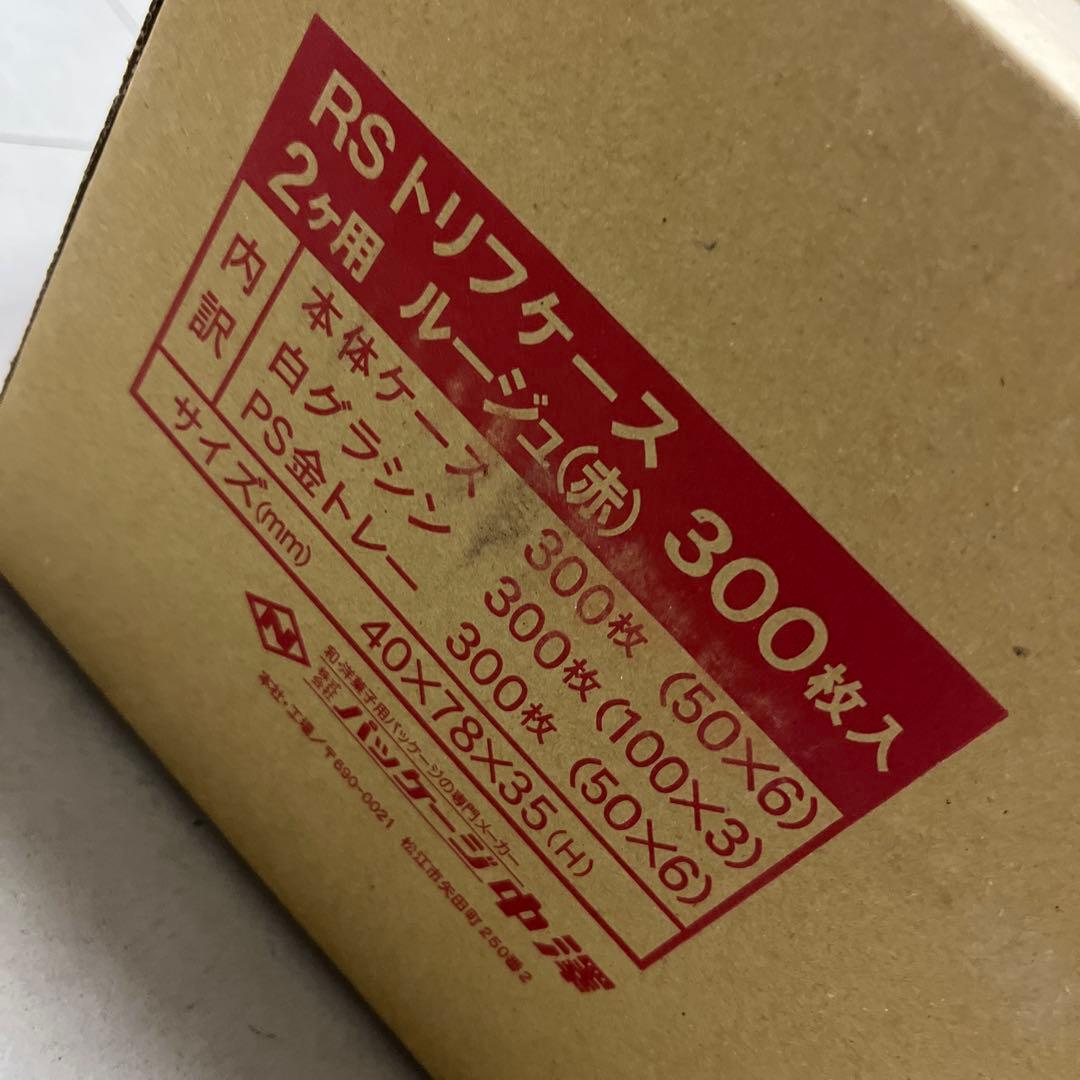 RSトリフケース 300枚入
2ヶ用 ルージュ(赤)
内訳
本体ケース 300枚 (50×6)
白グラシン 300枚 (100×3)
PS金トレー 300枚 (50×6)
サイズ(mm) 40×78×35(H)
和・洋菓子用パッケージの専門メーカー
株式会社 パッケージ中澤
本社・工場/〒690-0021 松江市矢田町250番2